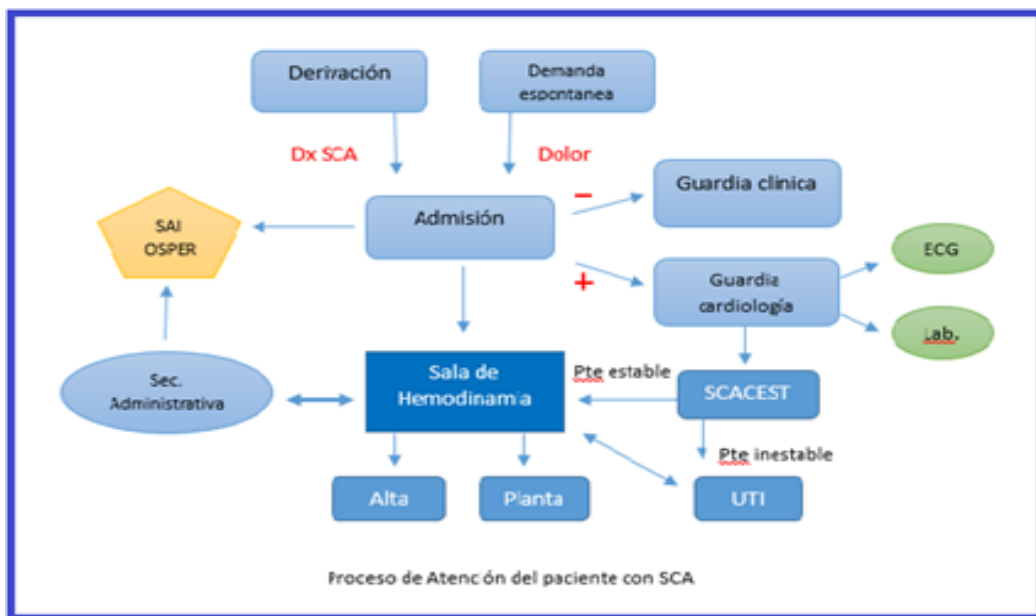 Derivación
Demanda
espontanea
Dx SCA
Dolor
−
Guardia clínica
Admisión
SAI
OSPER
+
Guardia
cardiología
ECG
Lab.
Sala de
Hemodinamia
Pte estable
SCACEST
Sec.
Administrativa
Pte inestable
Alta
Planta
UTI
Proceso de Atención del paciente con SCA